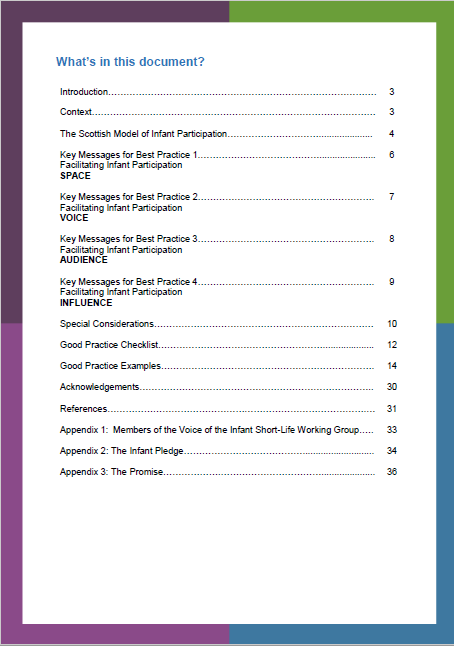 What's in this document?
Introduction…………………………………………………………………………… 3
Context………………………………………………………………………………… 3
The Scottish Model of Infant Participation……………………………................... 4
Key Messages for Best Practice 1……………………………………................... 6
Facilitating Infant Participation
SPACE
Key Messages for Best Practice 2…………………………………………………. 7
Facilitating Infant Participation
VOICE
Key Messages for Best Practice 3…………………………………………………. 8
Facilitating Infant Participation
AUDIENCE
Key Messages for Best Practice 4…………………………………………………. 9
Facilitating Infant Participation
INFLUENCE
Special Considerations……………………………………………………………… 10
Good Practice Checklist………………………………………………................... 12
Good Practice Examples……………………………………………………………. 14
Acknowledgements…………………………………………………………………. 30
References…………………………………………………………………………… 31
Appendix 1: Members of the Voice of the Infant Short-Life Working Group….. 33
Appendix 2: The Infant Pledge………………………………………................... 34
Appendix 3: The Promise……………………………………………................... 36